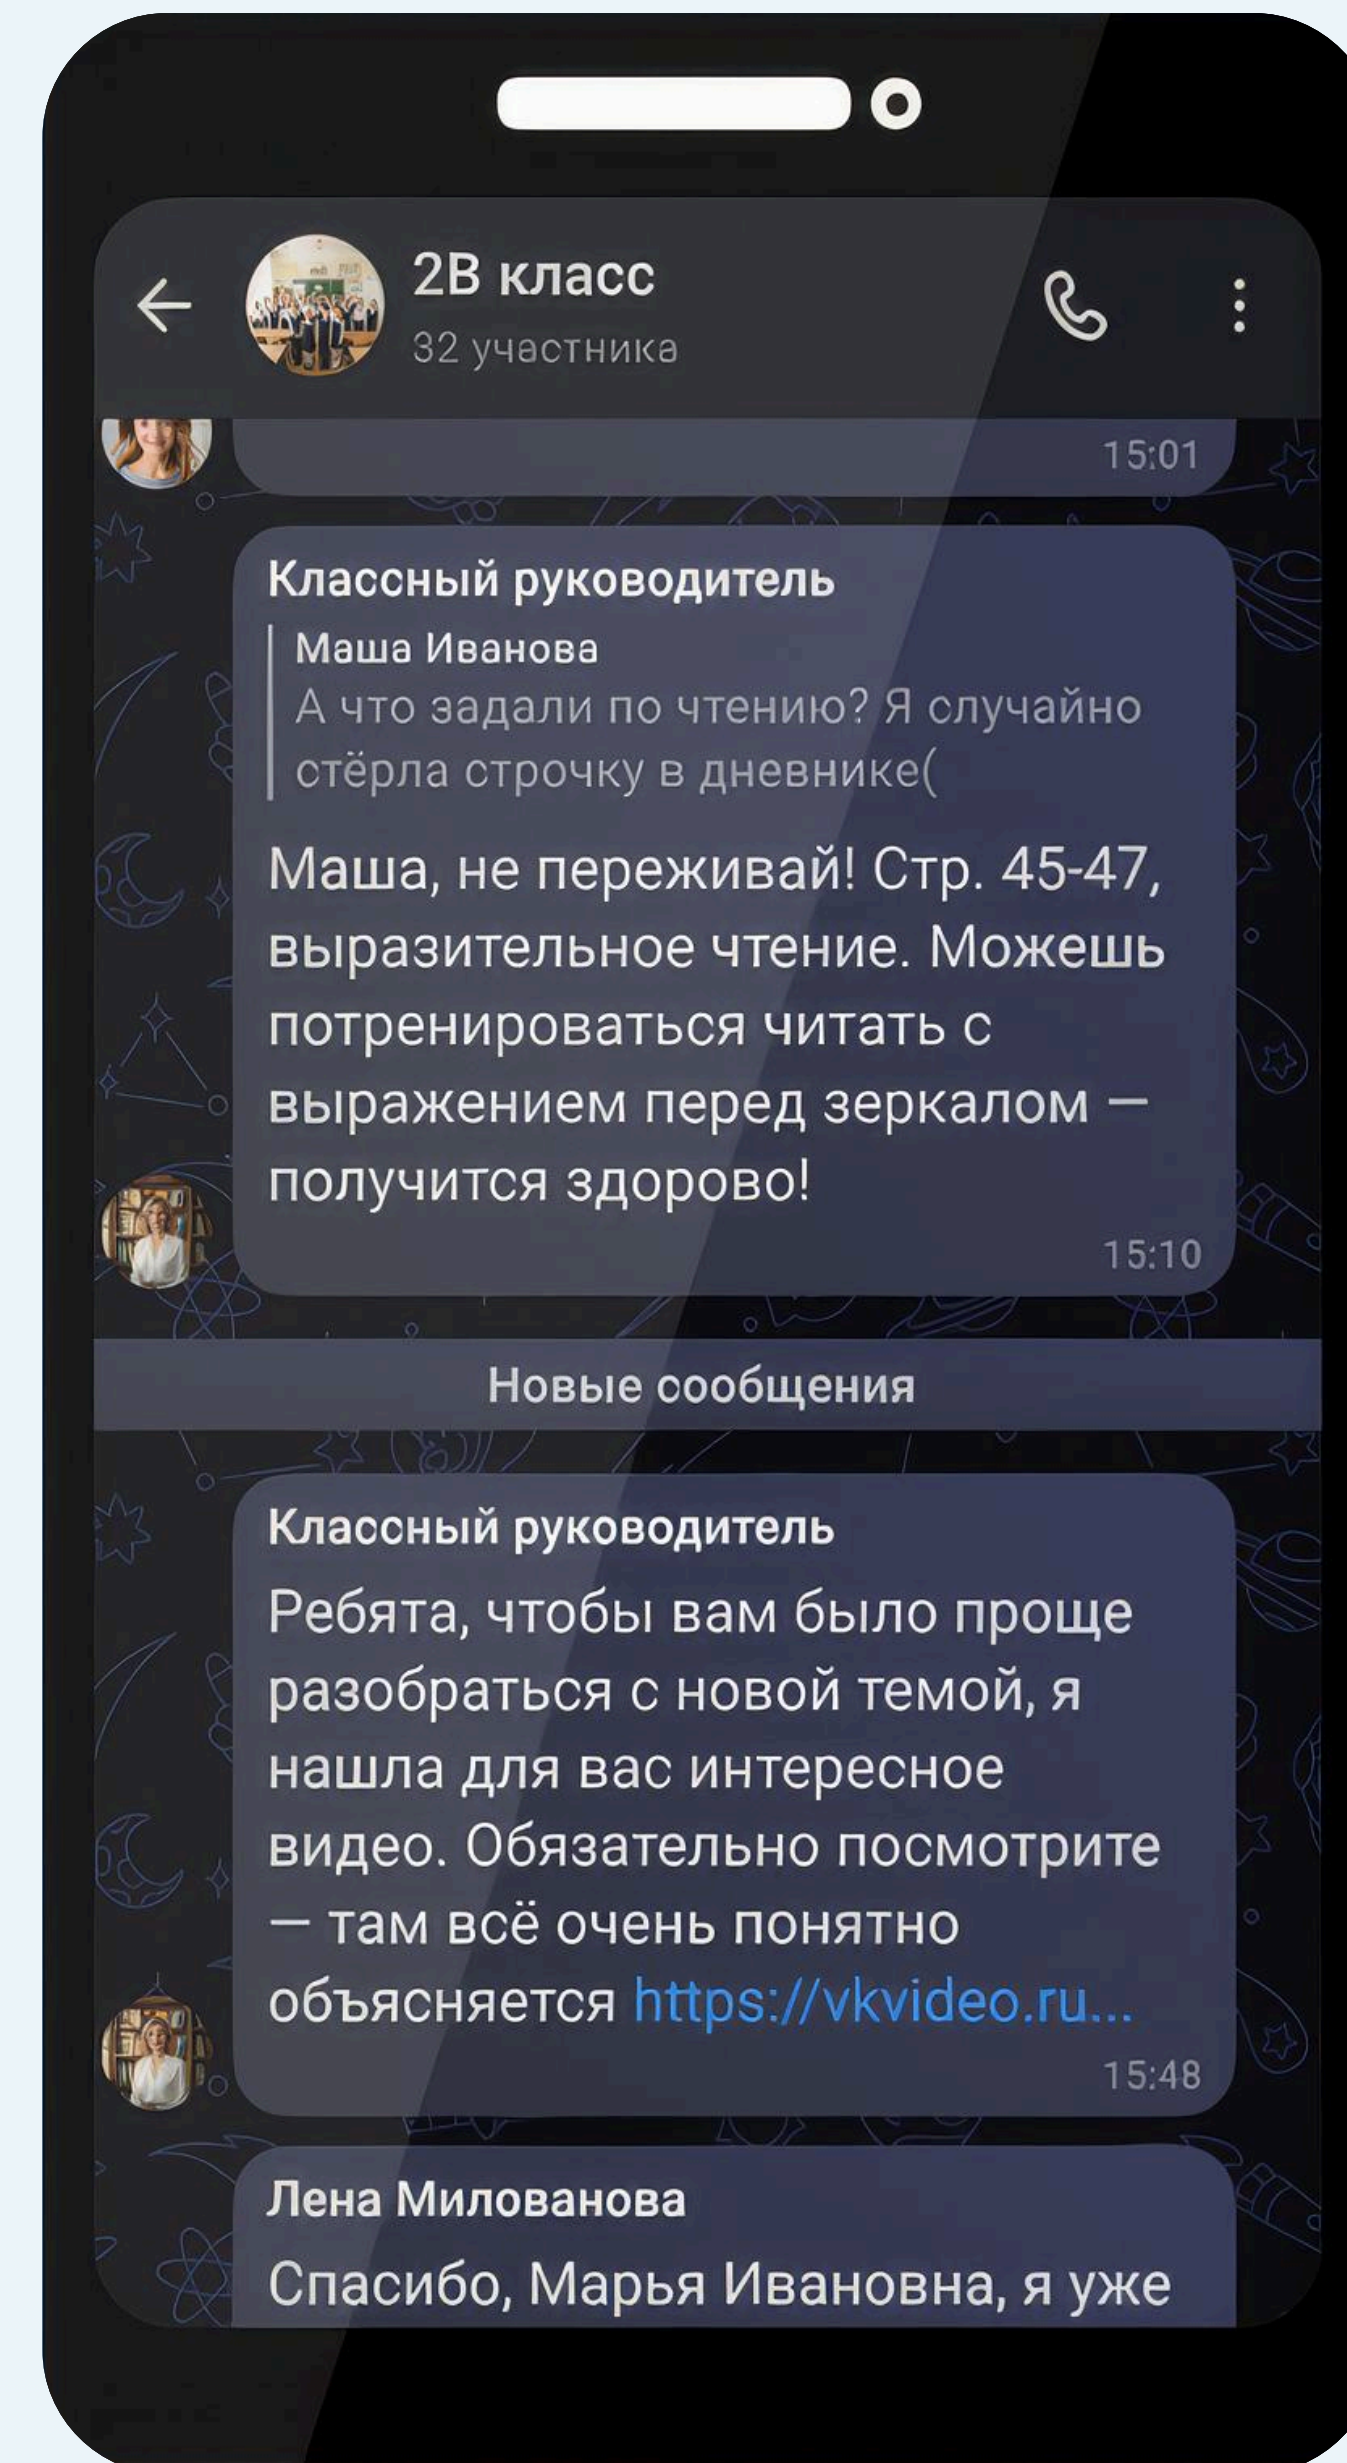 2В класс
32 участника
15:01
Классный руководитель
Маша Иванова
А что задали по чтению? Я случайно
стёрла строчку в дневнике(
Маша, не переживай! Стр. 45-47,
выразительное чтение. Можешь
потренироваться читать с
выражением перед зеркалом —
получится здорово!
15:10
Новые сообщения
Классный руководитель
Ребята, чтобы вам было проще
разобраться с новой темой, я
нашла для вас интересное
видео. Обязательно посмотрите
— там всё очень понятно
объясняется https://vkvideo.ru...
15:48
Лена Милованова
Спасибо, Марья Ивановна, я уже